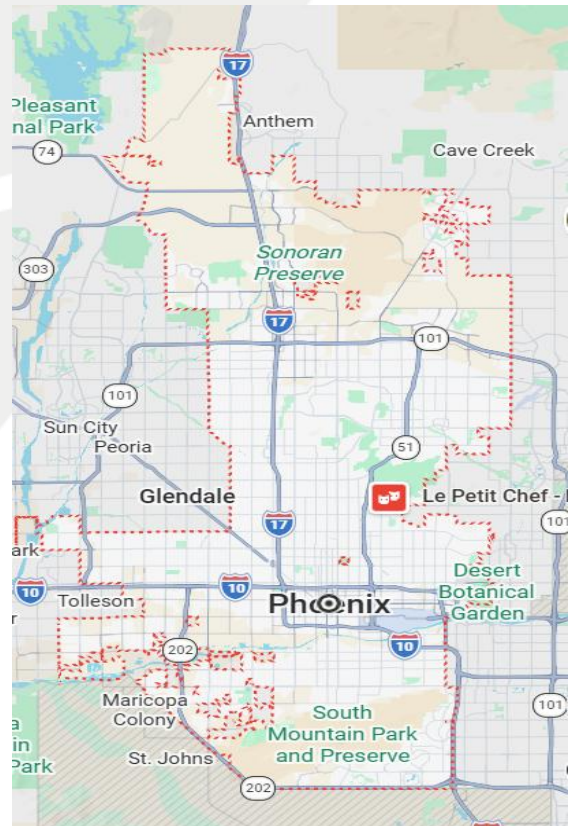 17
Anthem
Pleasant
nal Park
74
Cave Creek
Sonoran
Preserve
303
17
101
101
Sun City
Peoria
51
Glendale
Le Petit Chef -
17
101
ark
Desert
Botanical
Garden
10
Tolleson
Phoenix
10
202
Maricopa
Colony
South
Mountain Park
and Preserve
101
in
Park
St. Johns
202